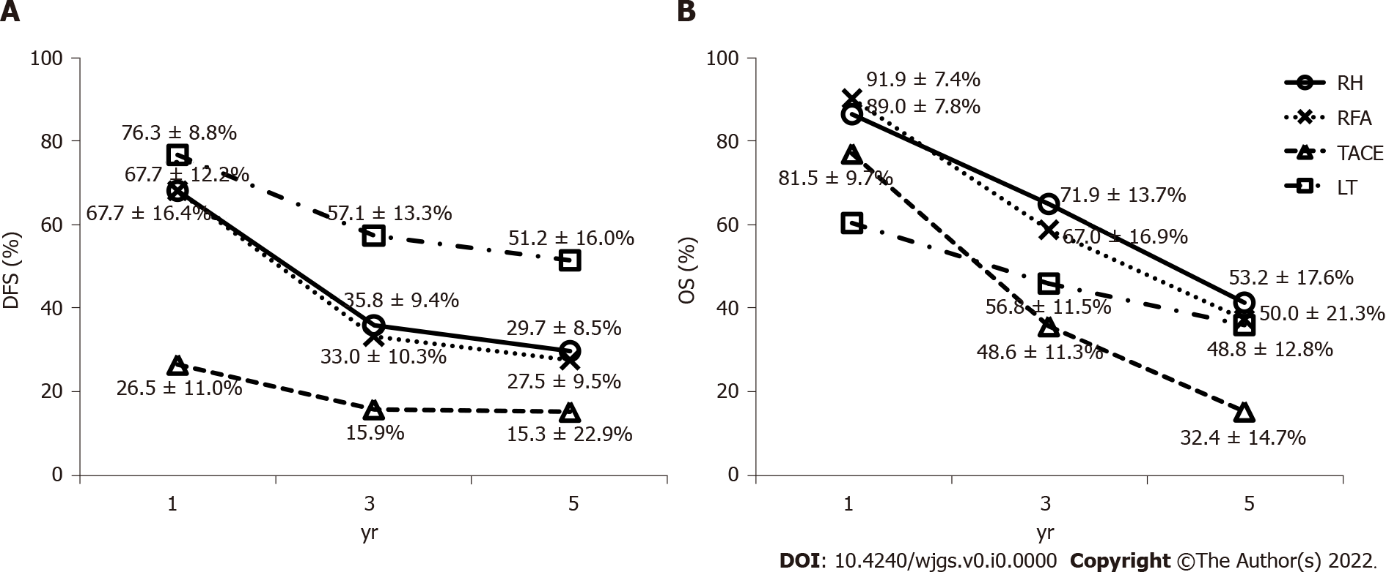 A
DFS (%)
100
80
60
40
20
0
76.3 ± 8.8%
67.7 ± 12.2%
67.7 ± 16.4%
57.1 ± 13.3%
51.2 ± 16.0%
35.8 ± 9.4%
33.0 ± 10.3%
29.7 ± 8.5%
27.5 ± 9.5%
26.5 ± 11.0%
15.9%
15.3 ± 22.9%
1 3 5
yr
B
OS (%)
100
80
60
40
20
0
91.9 ± 7.4%
89.0 ± 7.8%
81.5 ± 9.7%
71.9 ± 13.7%
67.0 ± 16.9%
56.8 ± 11.5%
48.6 ± 11.3%
53.2 ± 17.6%
50.0 ± 21.3%
48.8 ± 12.8%
32.4 ± 14.7%
1 3 5
yr
RH
RFA
TACE
LT
DOI: 10.4240/wjgs.v0.i0.0000 Copyright ©The Author(s) 2022.